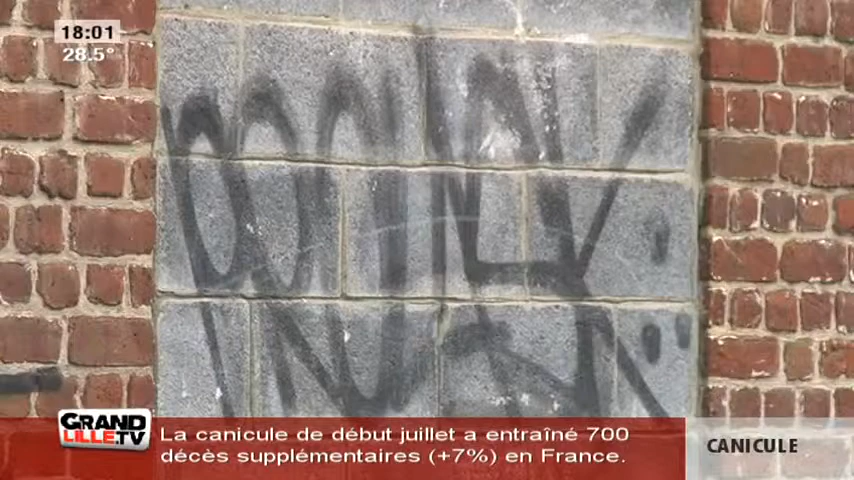 18:01
28.5°
GRAND
LILLE.TV
La canicule de début juillet a entraîné 700
décès supplémentaires (+7%) en France.
CANICULE